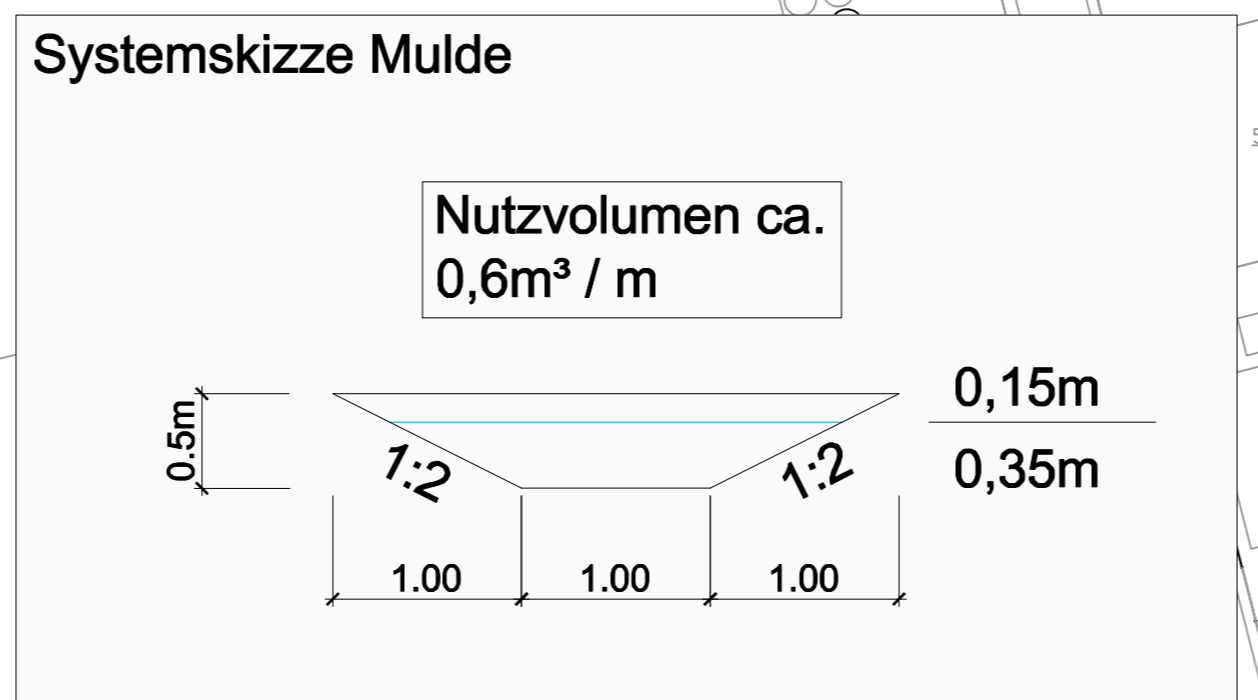 Systemskizze Mulde
Nutzvolumen ca.
0,6m³ / m
0.5m
1:2
1:2
0,15m
0,35m
1.00
1.00
1.00